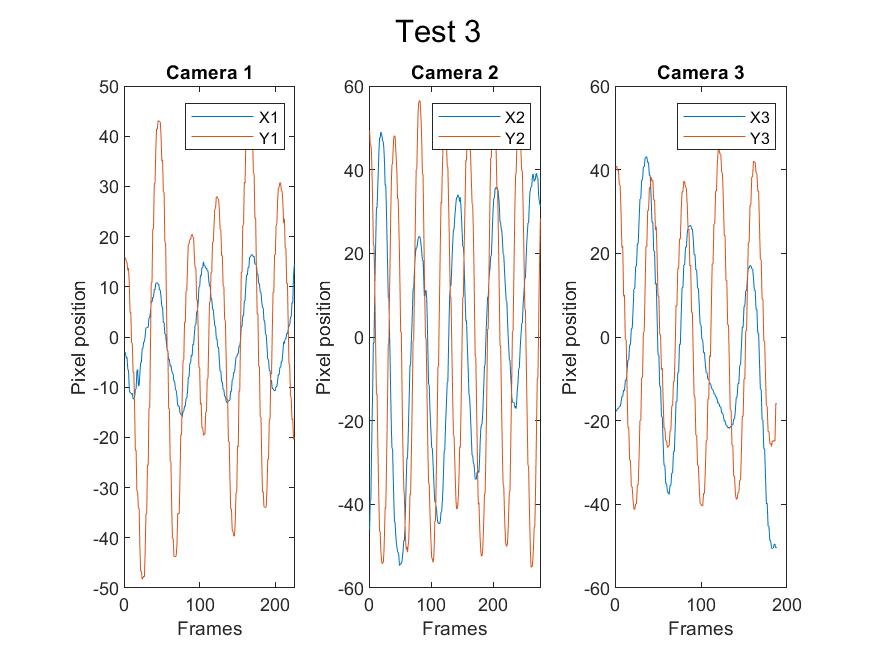 Test 3
Camera 1
50
40
30
20
10
0
-10
-20
-30
-40
-50
Pixel position
X1
Y1
0 100 200
Frames
Camera 2
60
40
20
0
-20
-40
-60
Pixel position
X2
Y2
0 100 200
Frames
Camera 3
60
40
20
0
-20
-40
-60
Pixel position
X3
Y3
0 100 200
Frames